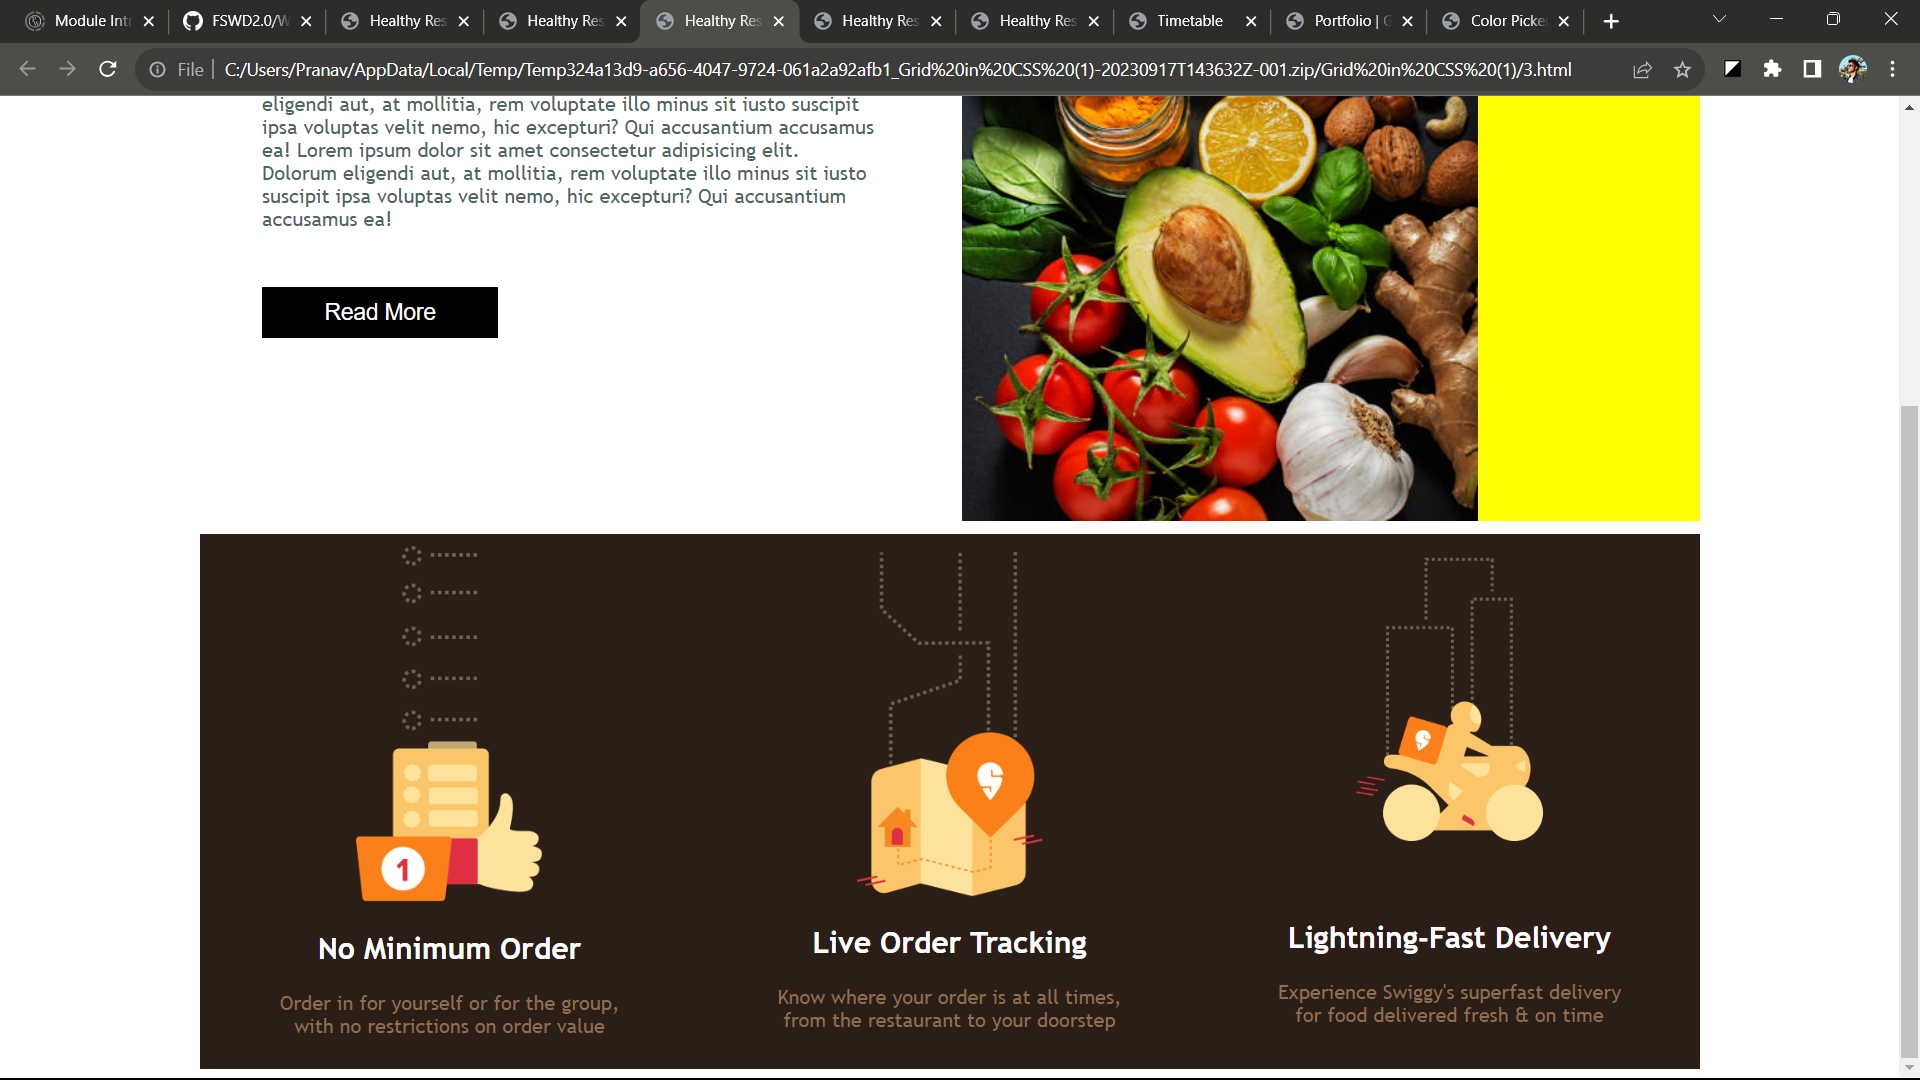 Module Intr
FSWD2.0/W
Healthy Res
Healthy Res
Healthy Res
Healthy Res
Healthy Res
Timetable
Portfolio | G
Color Picke
File
C:/Users/Pranav/AppData/Local/Temp/Temp324a13d9-a656-4047-9724-061a2a92afb1_Grid%20in%20CSS%20(1)-20230917T143632Z-001.zip/Grid%20in%20CSS%20(1)/3.html
eligendi aut, at mollitia, rem voluptate illo minus sit iusto suscipit
ipsa voluptas velit nemo, hic excepturi? Qui accusantium accusamus
ea! Lorem ipsum dolor sit amet consectetur adipisicing elit.
Dolorum eligendi aut, at mollitia, rem voluptate illo minus sit iusto
suscipit ipsa voluptas velit nemo, hic excepturi? Qui accusantium
accusamus ea!
Read More
1
No Minimum Order
Order in for yourself or for the group,
with no restrictions on order value
Live Order Tracking
Know where your order is at all times,
from the restaurant to your doorstep
Lightning-Fast Delivery
Experience Swiggy's superfast delivery
for food delivered fresh & on time